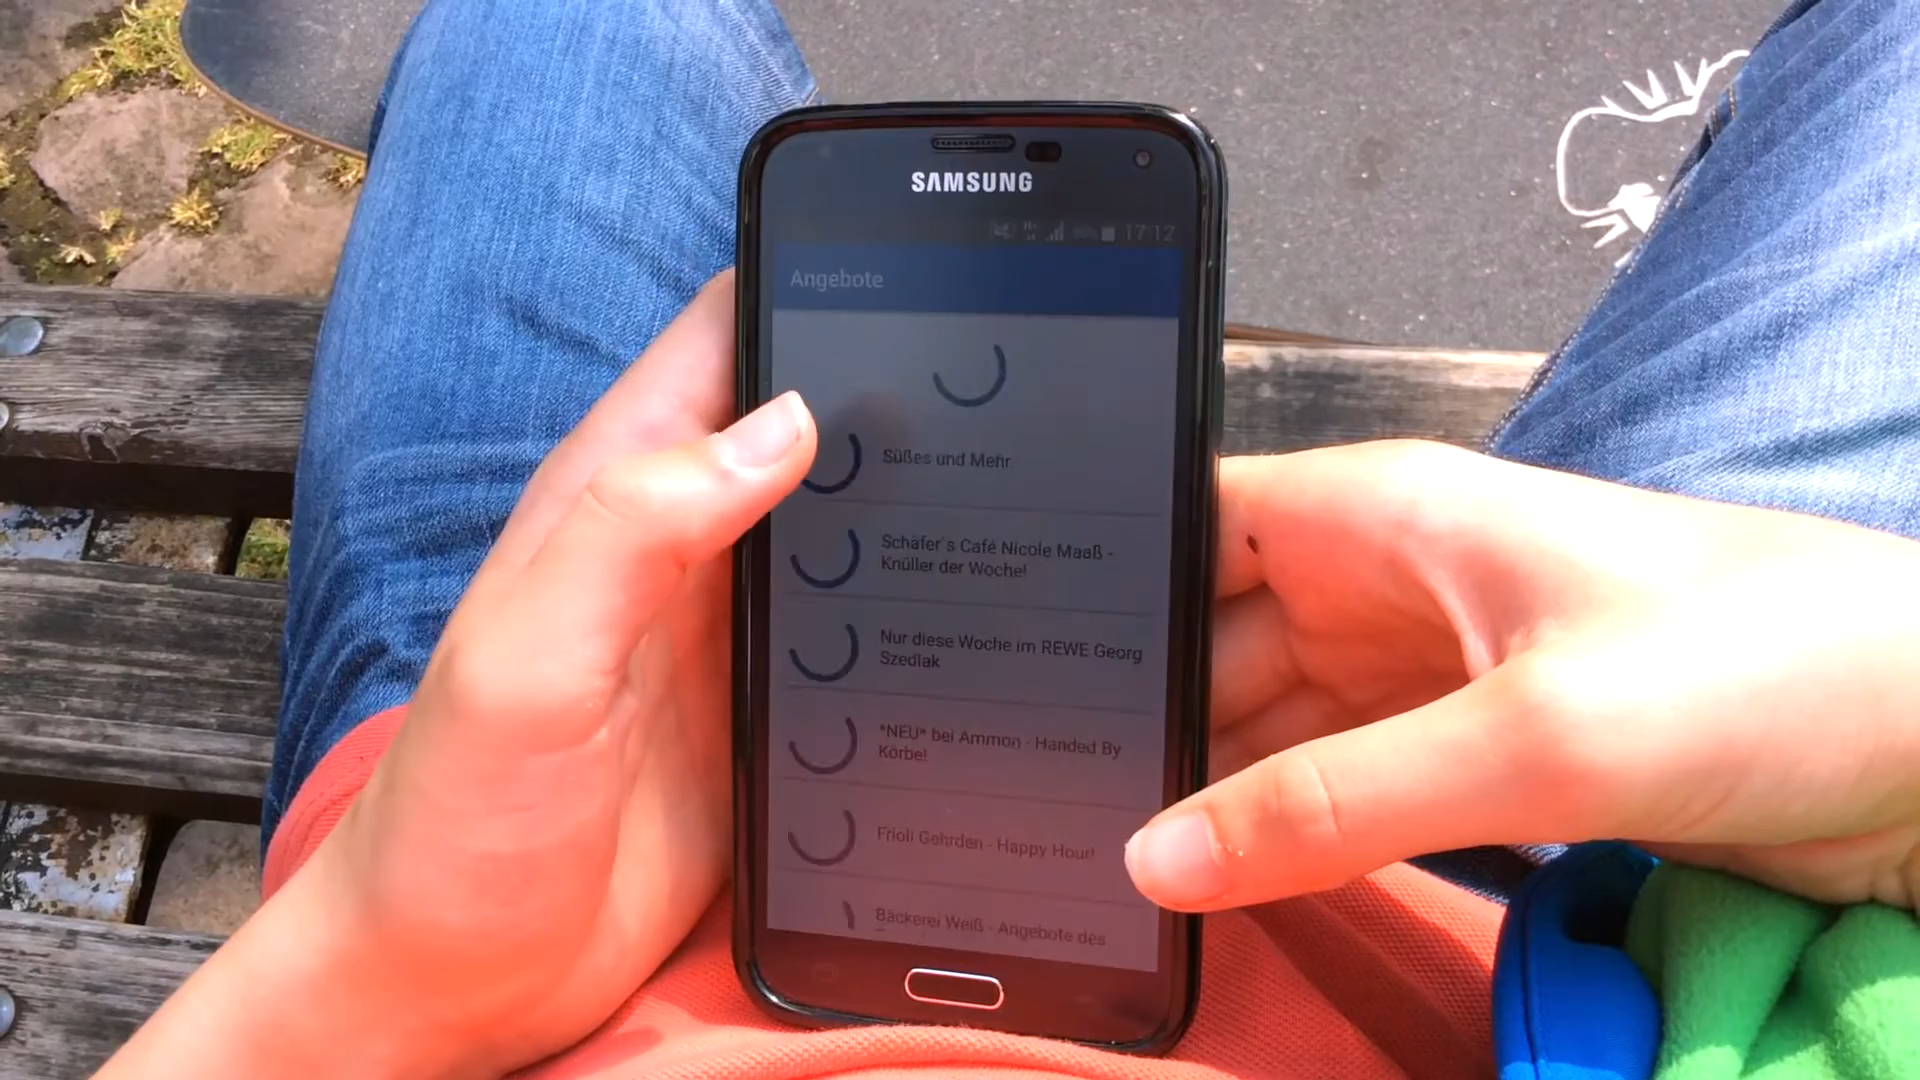 SAMSUNG
17:12
Angebote
Süßes und Mehr
Schäfer's Café Nicole Maaß -
Knüller der Woche!
Nur diese Woche im REWE Georg
Szedlak
*NEU* bei Ammon - Handed By
Körbe!
Frioli Gehrden - Happy Hour!
Bäckerei Weiß - Angebote des